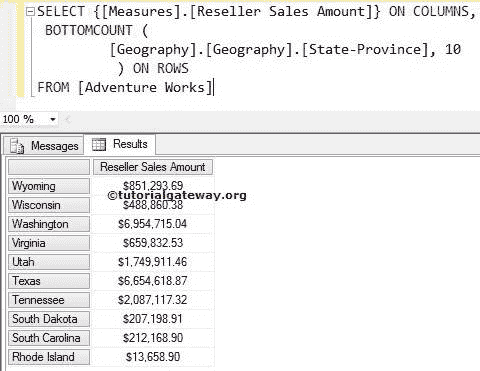 SELECT {[Measures].[Reseller Sales Amount]} ON COLUMNS,
BOTTOMCOUNT (
[Geography].[Geography].[State-Province], 10
) ON ROWS
FROM [Adventure Works]
100 %
Messages Results
Reseller Sales Amount
Wyoming $851,293.69
©tutorialgateway.org
Wisconsin $488,860.38
Washington $6,954,715.04
Virginia $659,832.53
Utah $1,749,911.46
Texas $6,654,618.87
Tennessee $2,087,117.32
South Dakota $207,198.91
South Carolina $212,168.90
Rhode Island $13,658.90